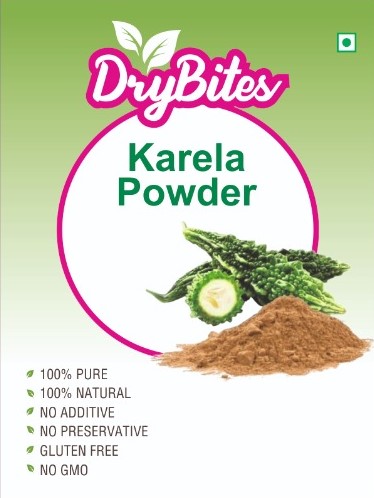 DryBites
Karela
Powder
100% PURE
100% NATURAL
NO ADDITIVE
NO PRESERVATIVE
GLUTEN FREE
NO GMO